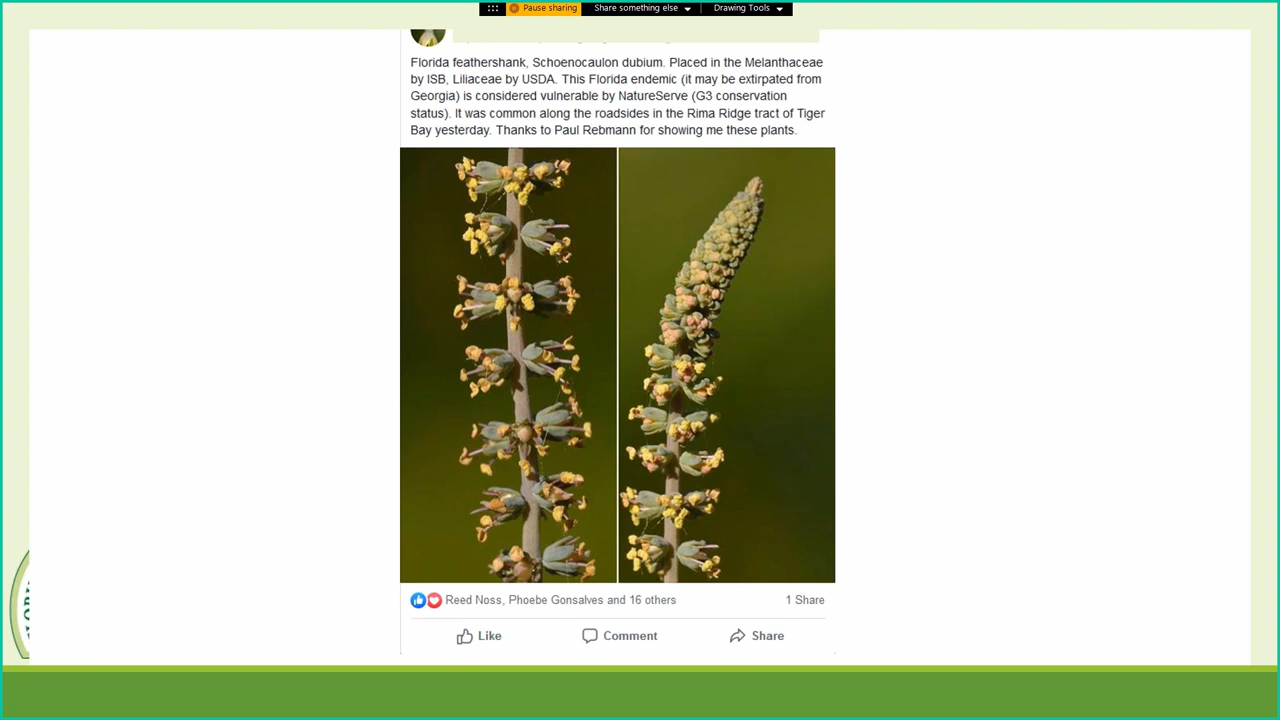 Pause sharing
Share something else
Drawing Tools
Florida feathershank, Schoenocaulon dubium. Placed in the Melanthaceae
by ISB, Liliaceae by USDA. This Florida endemic (it may be extirpated from
Georgia) is considered vulnerable by NatureServe (G3 conservation
status). It was common along the roadsides in the Rima Ridge tract of Tiger
Bay yesterday. Thanks to Paul Rebmann for showing me these plants.
Reed Noss, Phoebe Gonsalves and 16 others
1 Share
Like
Comment
Share